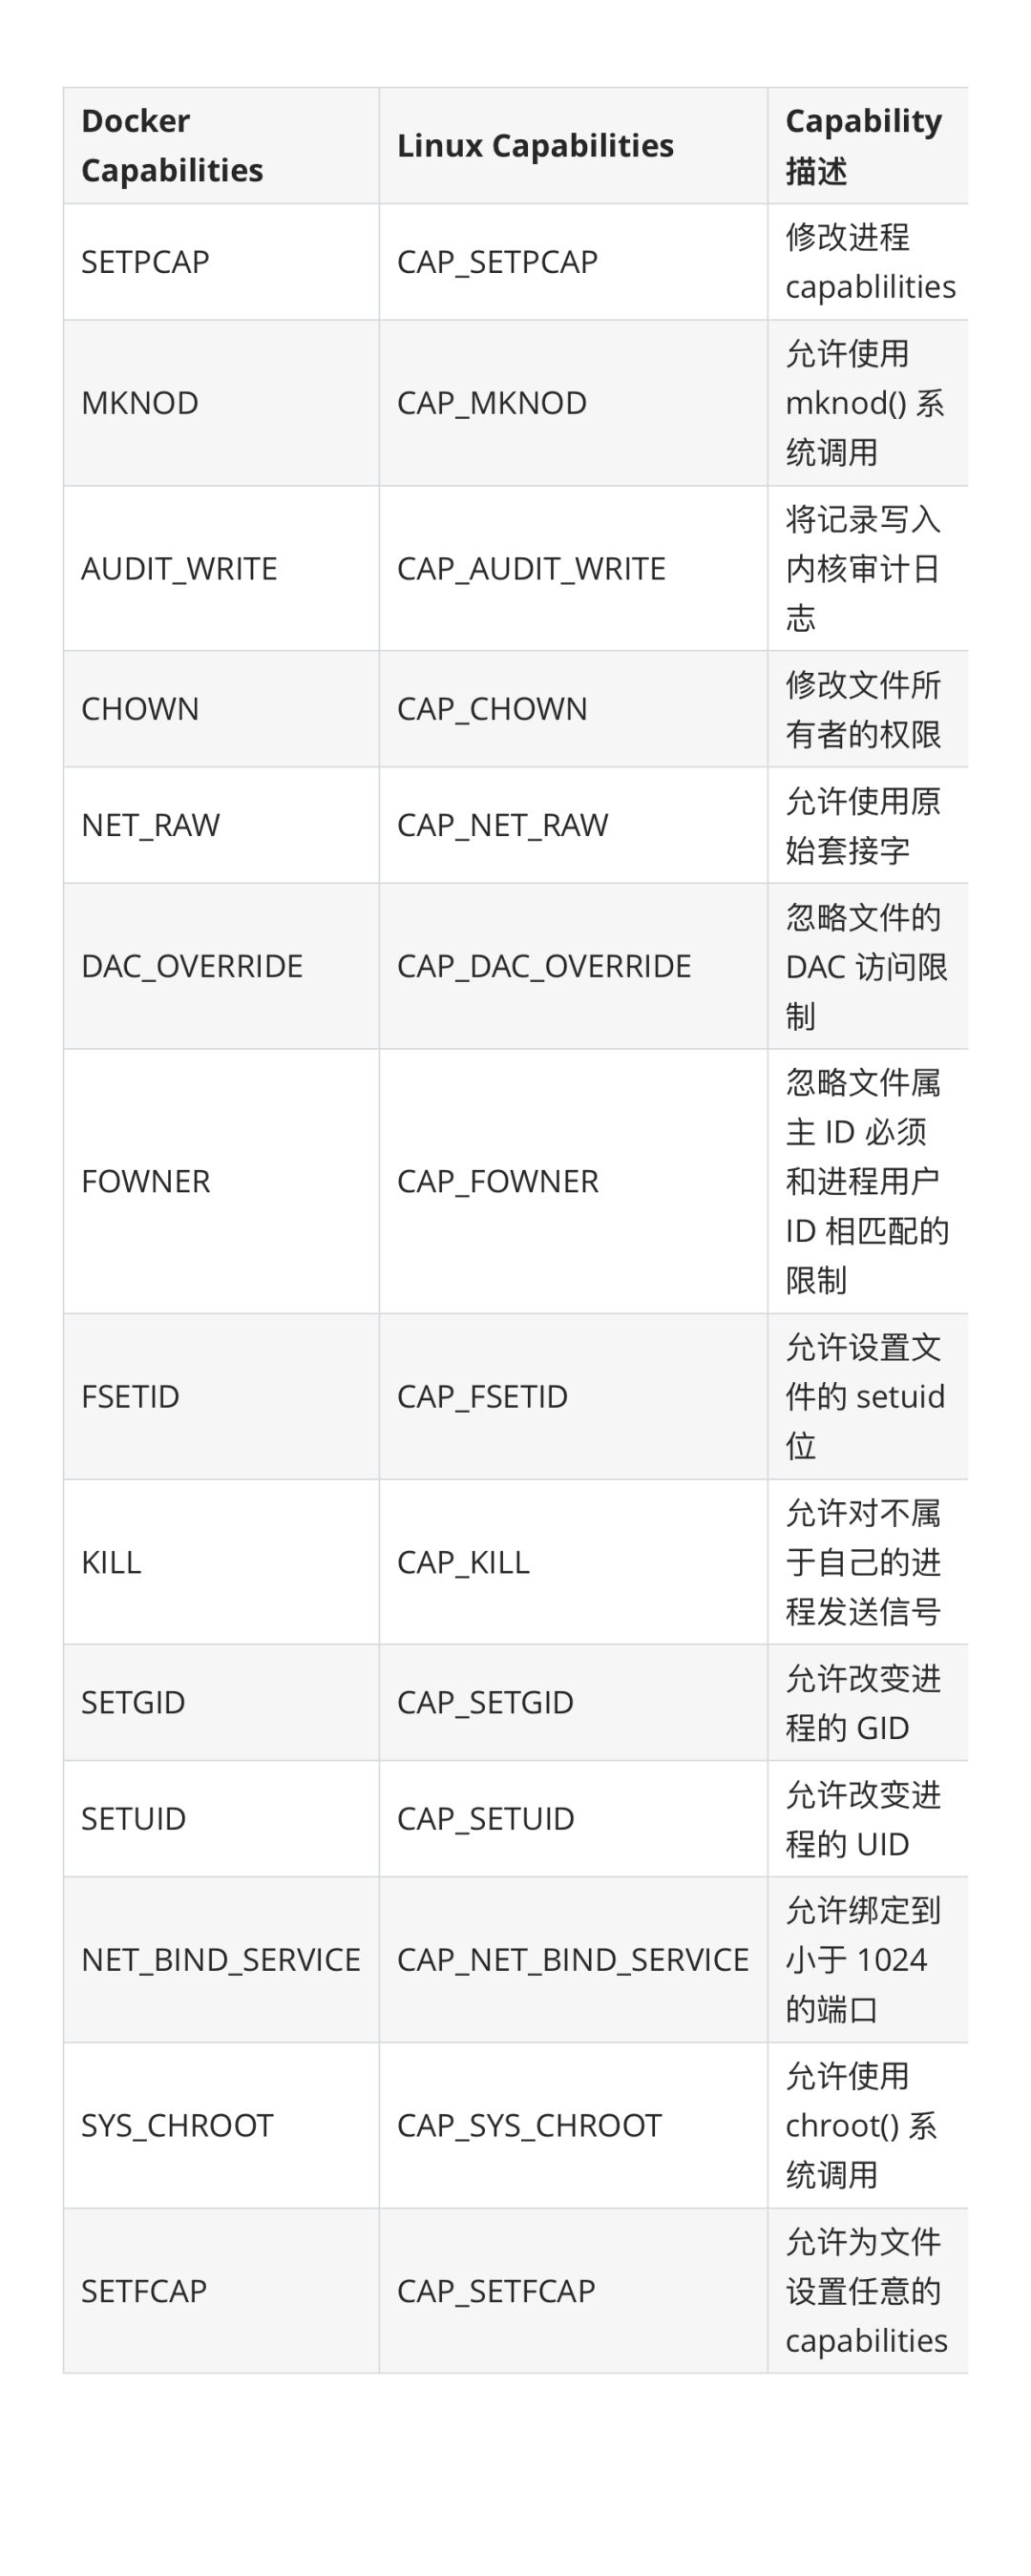 Docker
Capabilities
Linux Capabilities
Capability
描述
SETPCAP
CAP_SETPCAP
修改进程
capablilities
MKNOD
CAP_MKNOD
允许使用
mknod() 系
统调用
AUDIT_WRITE
CAP_AUDIT_WRITE
将记录写入
内核审计日
志
CHOWN
CAP_CHOWN
修改文件所
有者的权限
NET_RAW
CAP_NET_RAW
允许使用原
始套接字
DAC_OVERRIDE
CAP_DAC_OVERRIDE
忽略文件的
DAC 访问限
制
FOWNER
CAP_FOWNER
忽略文件属
主 ID 必须
和进程用户
ID 相匹配的
限制
FSETID
CAP_FSETID
允许设置文
件的 setuid
位
KILL
CAP_KILL
允许对不属
于自己的进
程发送信号
SETGID
CAP_SETGID
允许改变进
程的 GID
SETUID
CAP_SETUID
允许改变进
程的 UID
NET_BIND_SERVICE
CAP_NET_BIND_SERVICE
允许绑定到
小于 1024
的端口
SYS_CHROOT
CAP_SYS_CHROOT
允许使用
chroot() 系
统调用
SETFCAP
CAP_SETFCAP
允许为文件
设置任意的
capabilities